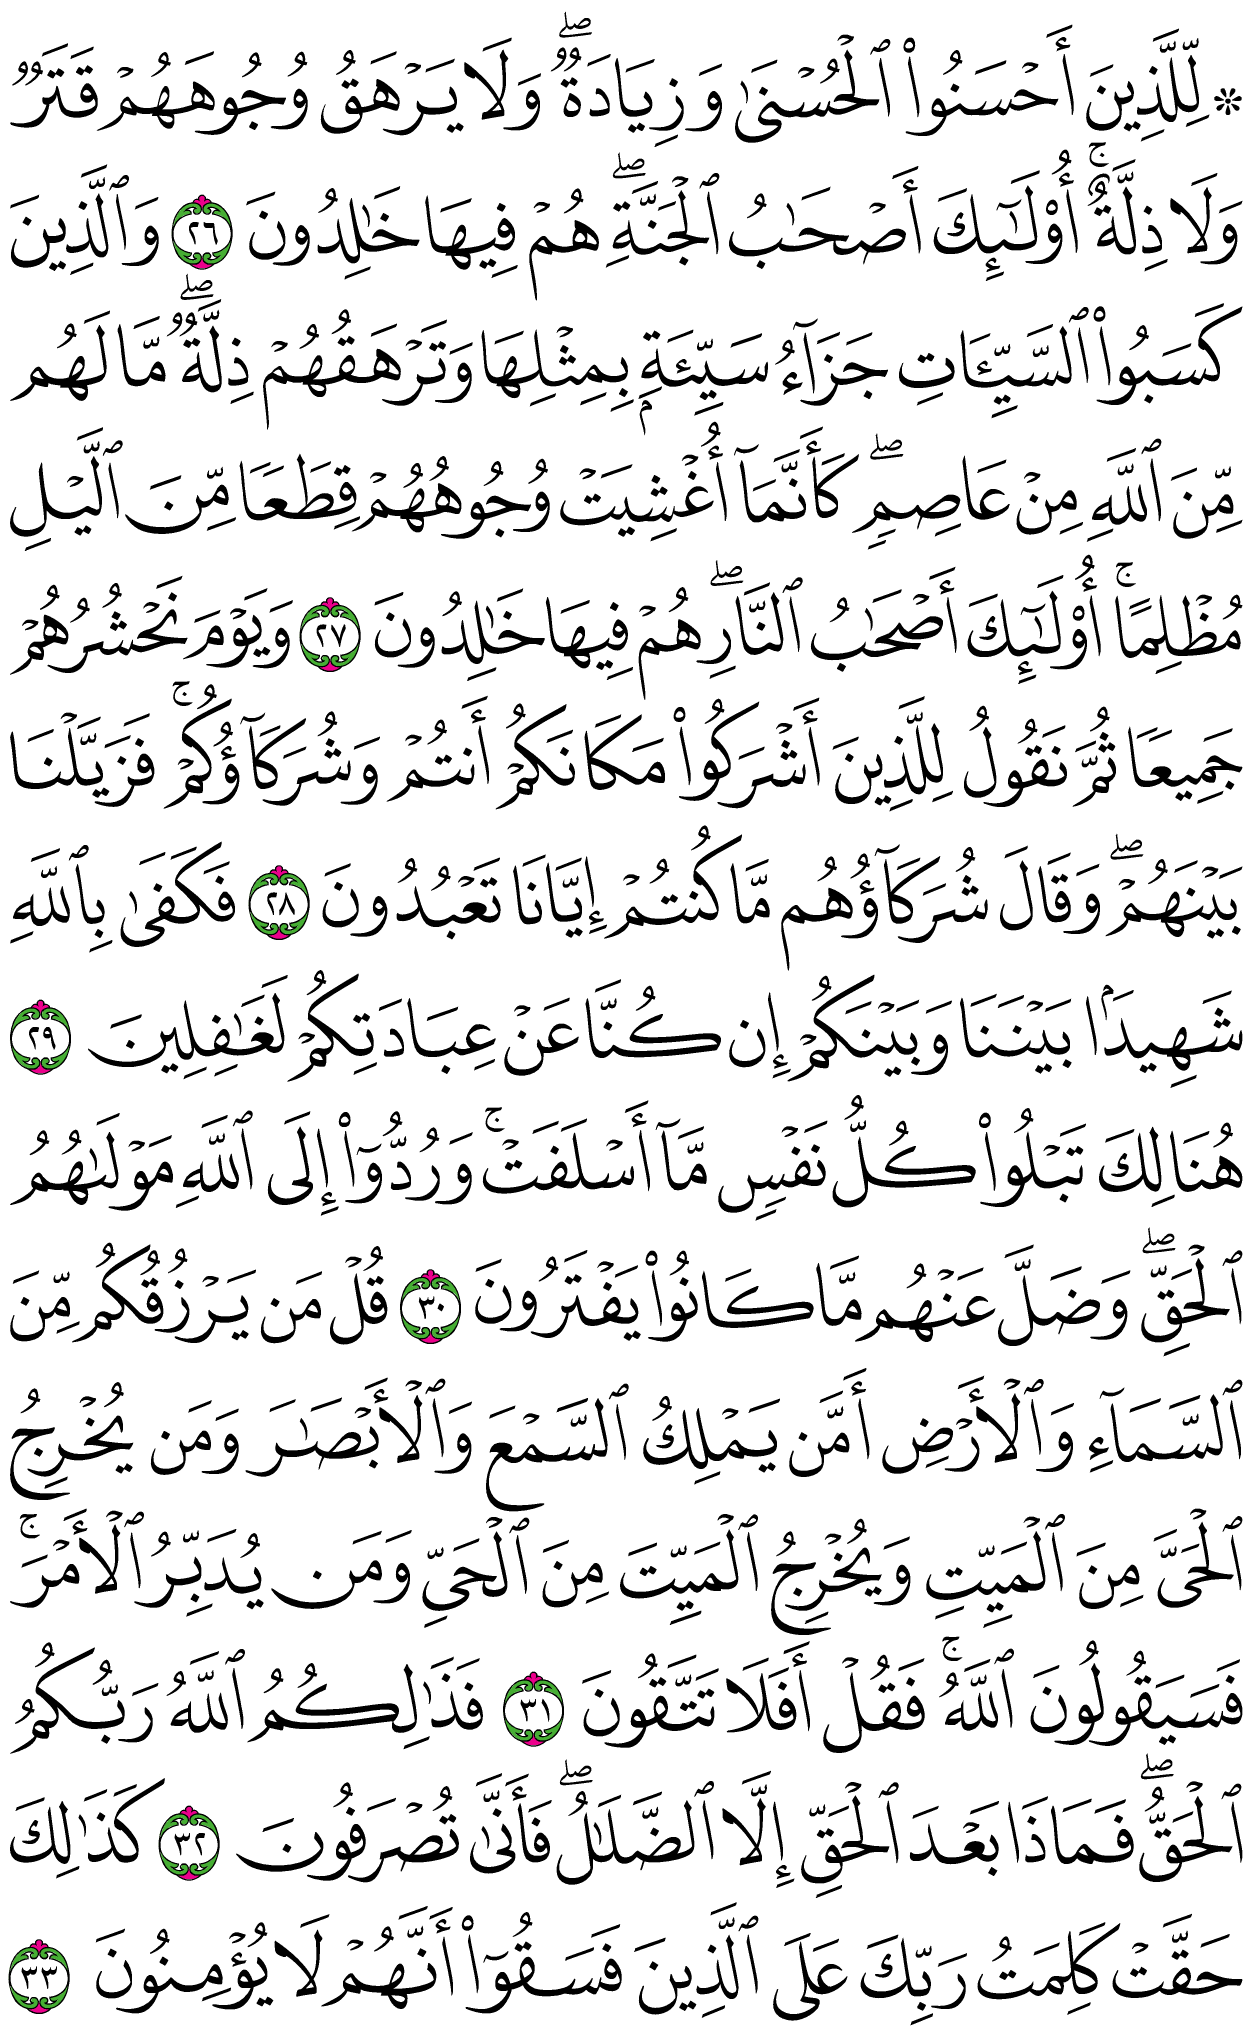 ۞ لِّلَّذِينَ أَحْسَنُوا۟ ٱلْحُسْنَىٰ وَزِيَادَةٌۖ وَلَا يَرْهَقُ وُجُوهَهُمْ قَتَرٌ
وَلَا ذِلَّةٌۚ أُو۟لَٰٓئِكَ أَصْحَٰبُ ٱلْجَنَّةِۖ هُمْ فِيهَا خَٰلِدُونَ ٢٦ وَٱلَّذِينَ
كَسَبُوا۟ ٱلسَّيِّـَٔاتِ جَزَآءُ سَيِّئَةٍۭ بِمِثْلِهَا وَتَرْهَقُهُمْ ذِلَّةٌۖ مَّا لَهُم
مِّنَ ٱللَّهِ مِنْ عَاصِمٍۖ كَأَنَّمَآ أُغْشِيَتْ وُجُوهُهُمْ قِطَعًا مِّنَ ٱلَّيْلِ
مُظْلِمًاۚ أُو۟لَٰٓئِكَ أَصْحَٰبُ ٱلنَّارِۖ هُمْ فِيهَا خَٰلِدُونَ ٢٧ وَيَوْمَ نَحْشُرُهُمْ
جَمِيعًا ثُمَّ نَقُولُ لِلَّذِينَ أَشْرَكُوا۟ مَكَانَكُمْ أَنتُمْ وَشُرَكَآؤُكُمْۚ فَزَيَّلْنَا
بَيْنَهُمْۖ وَقَالَ شُرَكَآؤُهُم مَّا كُنتُمْ إِيَّانَا تَعْبُدُونَ ٢٨ فَكَفَىٰ بِٱللَّهِ
شَهِيدًۢا بَيْنَنَا وَبَيْنَكُمْ إِن كُنَّا عَنْ عِبَادَتِكُمْ لَغَٰفِلِينَ ٢٩
هُنَالِكَ تَبْلُوا۟ كُلُّ نَفْسٍ مَّآ أَسْلَفَتْۚ وَرُدُّوٓا۟ إِلَى ٱللَّهِ مَوْلَىٰهُمُ
ٱلْحَقِّۖ وَضَلَّ عَنْهُم مَّا كَانُوا۟ يَفْتَرُونَ ٣٠ قُلْ مَن يَرْزُقُكُم مِّنَ
ٱلسَّمَآءِ وَٱلْأَرْضِ أَمَّن يَمْلِكُ ٱلسَّمْعَ وَٱلْأَبْصَٰرَ وَمَن يُخْرِجُ
ٱلْحَىَّ مِنَ ٱلْمَيِّتِ وَيُخْرِجُ ٱلْمَيِّتَ مِنَ ٱلْحَىِّ وَمَن يُدَبِّرُ ٱلْأَمْرَۚ
فَسَيَقُولُونَ ٱللَّهُۚ فَقُلْ أَفَلَا تَتَّقُونَ ٣١ فَذَٰلِكُمُ ٱللَّهُ رَبُّكُمُ
ٱلْحَقُّۖ فَمَاذَا بَعْدَ ٱلْحَقِّ إِلَّا ٱلضَّلَٰلُۖ فَأَنَّىٰ تُصْرَفُونَ ٣٢ كَذَٰلِكَ
حَقَّتْ كَلِمَتُ رَبِّكَ عَلَى ٱلَّذِينَ فَسَقُوٓا۟ أَنَّهُمْ لَا يُؤْمِنُونَ ٣٣